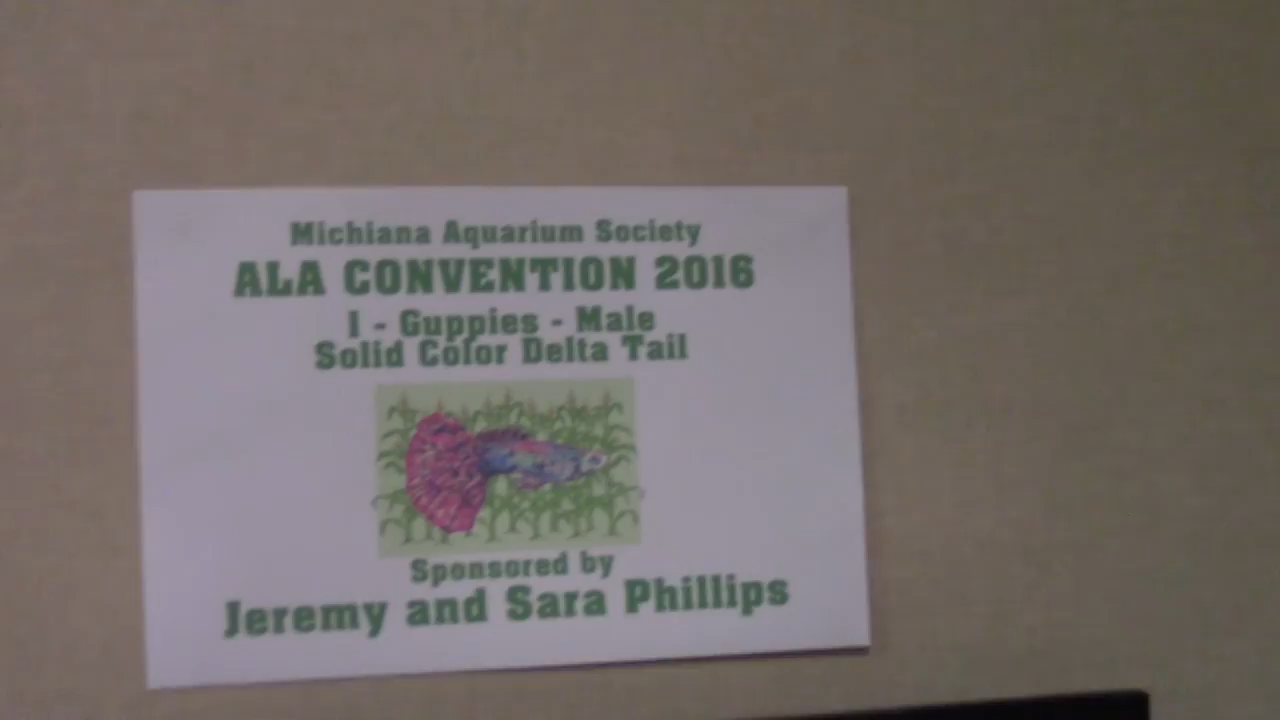 Michiana Aquarium Society
ALA CONVENTION 2016
I - Guppies - Male
Solid Color Delta Tail
Sponsored by
Jeremy and Sara Phillips